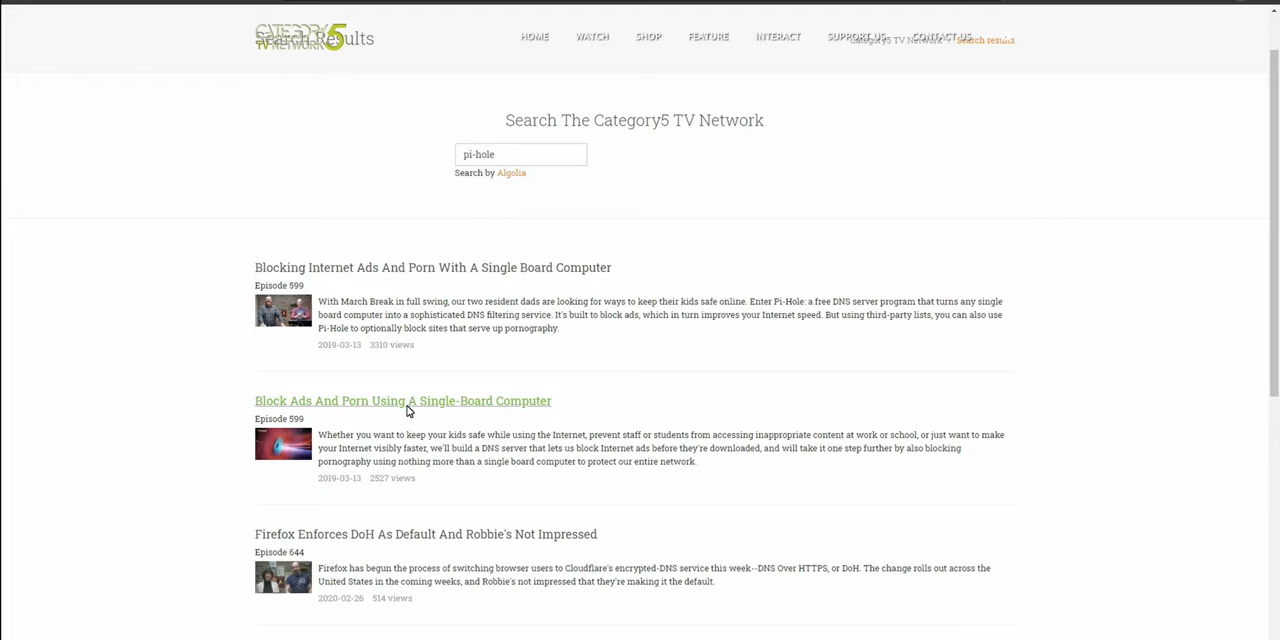 CATEGORY5
TV NETWORK
Search Results
HOME WATCH SHOP FEATURE INTERACT SUPPORT US CONTACT US
Category5 TV Network Search results
Search The Category5 TV Network
pi-hole
Search by Algolia
Blocking Internet Ads And Porn With A Single Board Computer
Episode 599
With March Break in full swing, our two resident dads are looking for ways to keep their kids safe online. Enter Pi-Hole: a free DNS server program that turns any single
board computer into a sophisticated DNS filtering service. It's built to block ads, which in turn improves your Internet speed. But using third-party lists, you can also use
Pi-Hole to optionally block sites that serve up pornography.
2019-03-13 3310 views
Block Ads And Porn Using A Single-Board Computer
Episode 599
Whether you want to keep your kids safe while using the Internet, prevent staff or students from accessing inappropriate content at work or school, or just want to make
your Internet visibly faster, we'll build a DNS server that lets us block Internet ads before they're downloaded, and will take it one step further by also blocking
pornography using nothing more than a single board computer to protect our entire network.
2019-03-13 2527 views
Firefox Enforces DoH As Default And Robbie's Not Impressed
Episode 644
Firefox has begun the process of switching browser users to Cloudflare's encrypted-DNS service this week--DNS Over HTTPS, or DoH. The change rolls out across the
United States in the coming weeks, and Robbie's not impressed that they're making it the default.
2020-02-26 514 views